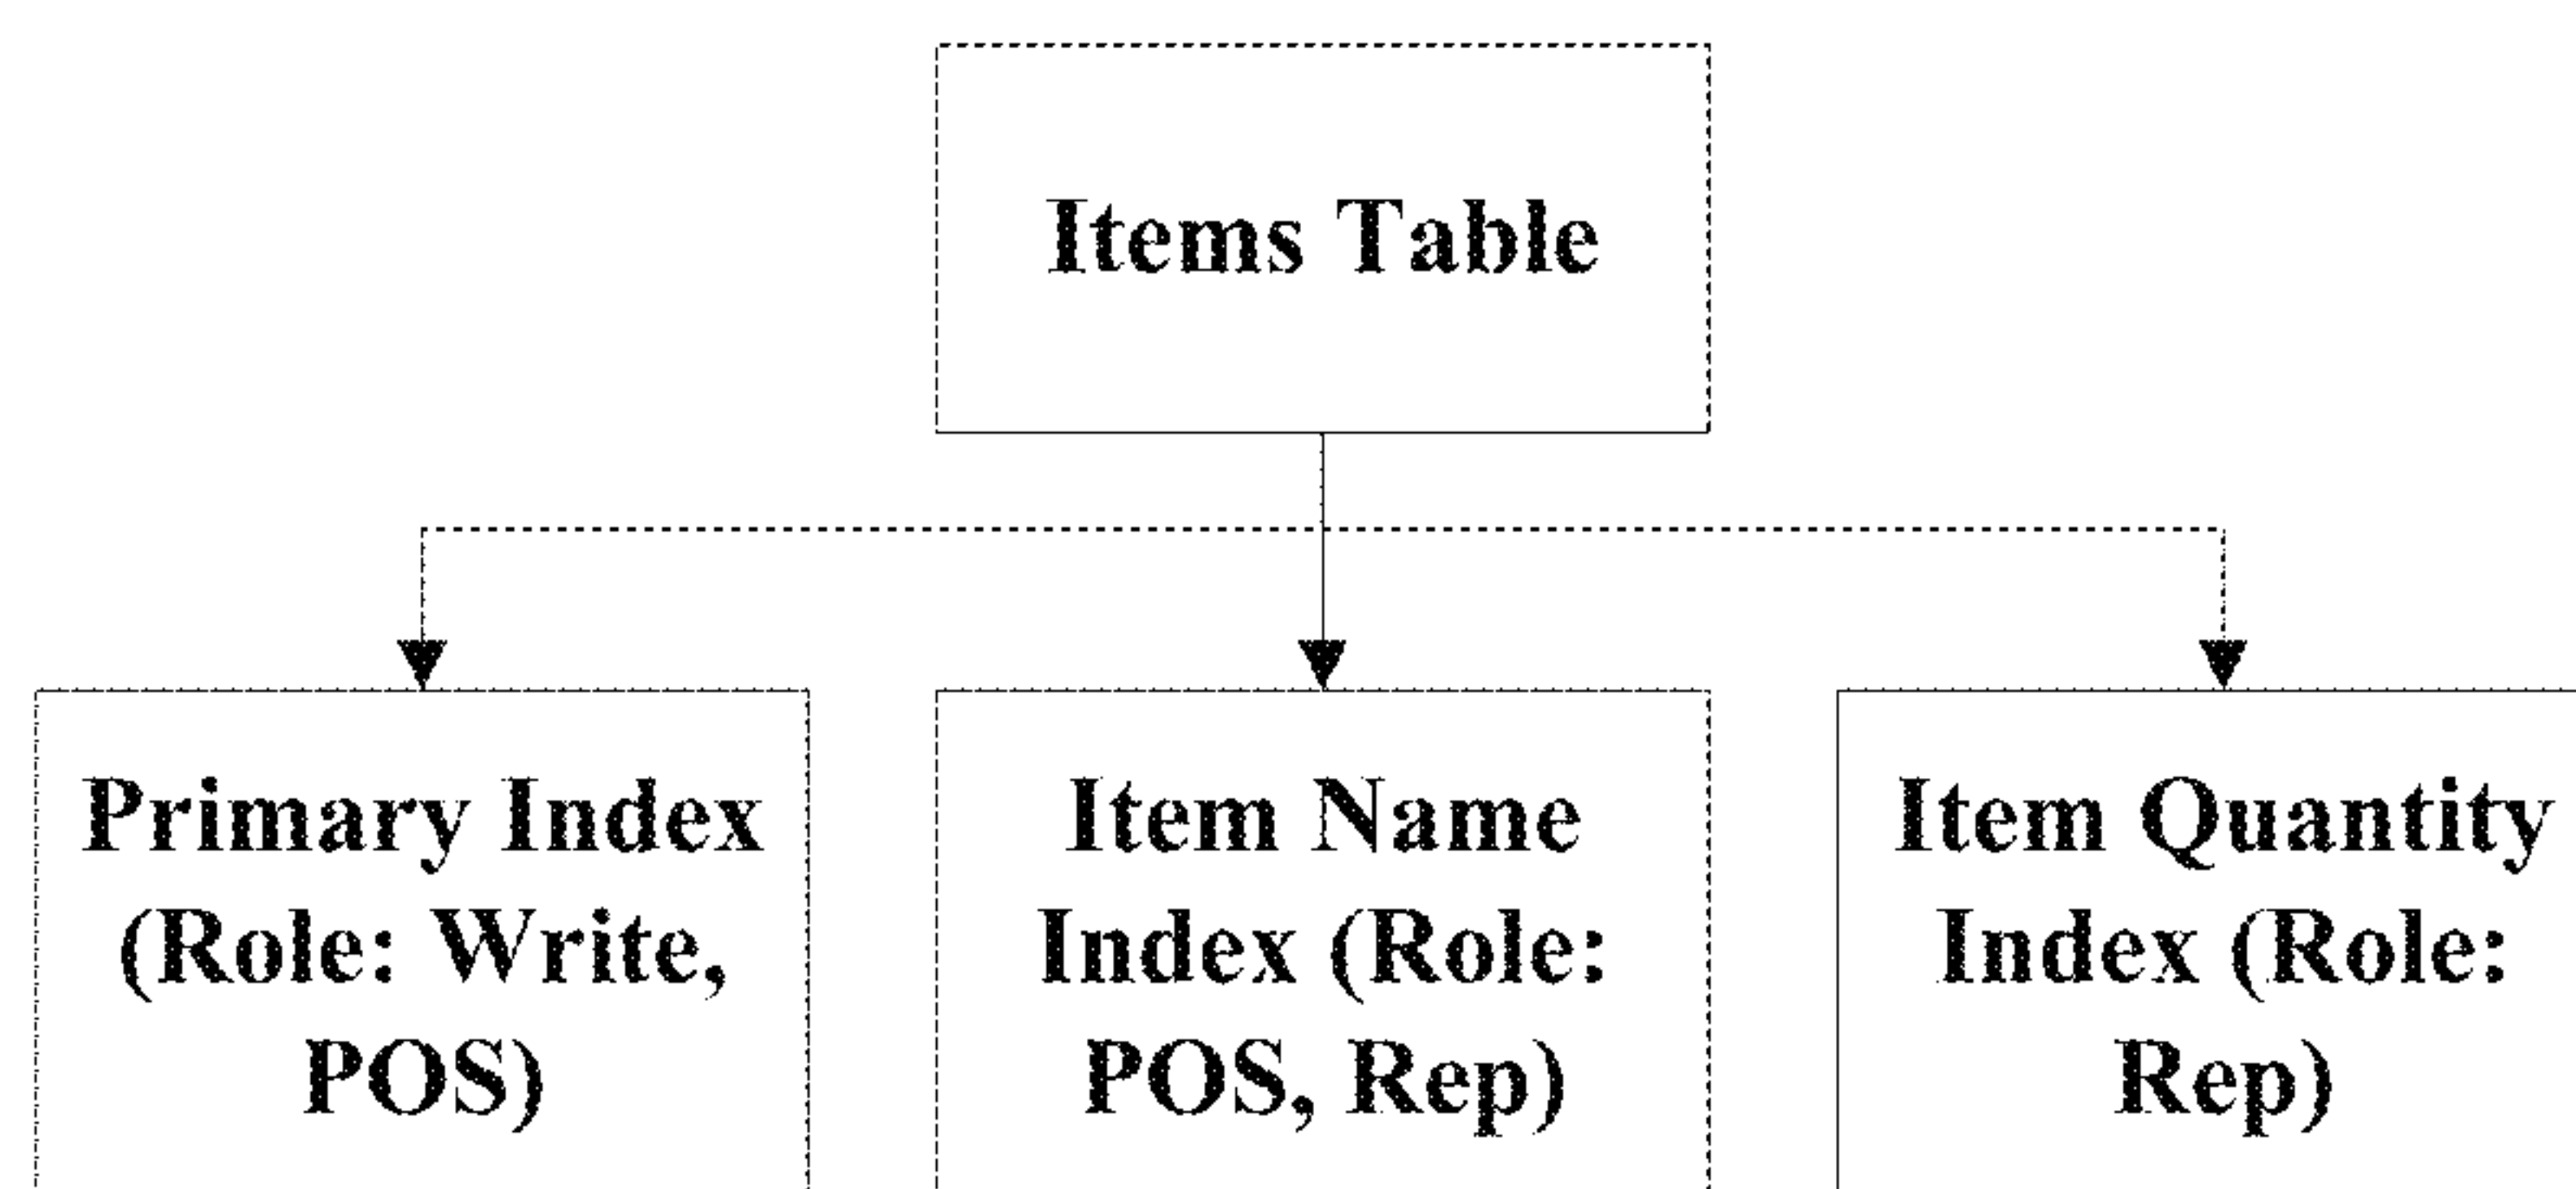 Items Table
Primary Index
(Role: Write,
POS)
Item Name
Index (Role:
POS, Rep)
Item Quantity
Index (Role:
Rep)